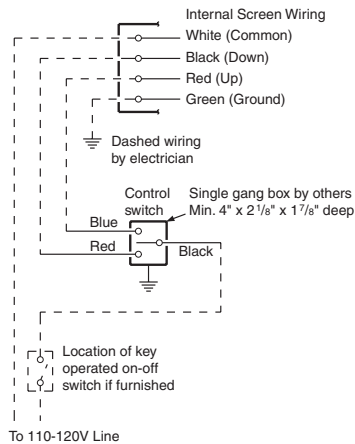 Internal Screen Wiring
White (Common)
Black (Down)
Red (Up)
Green (Ground)
Dashed wiring
by electrician
Control
switch
Single gang box by others
Min. 4" x 2 1/8" x 1 7/8" deep
Blue
Red
Black
Location of key
operated on-off
switch if furnished
To 110-120V Line